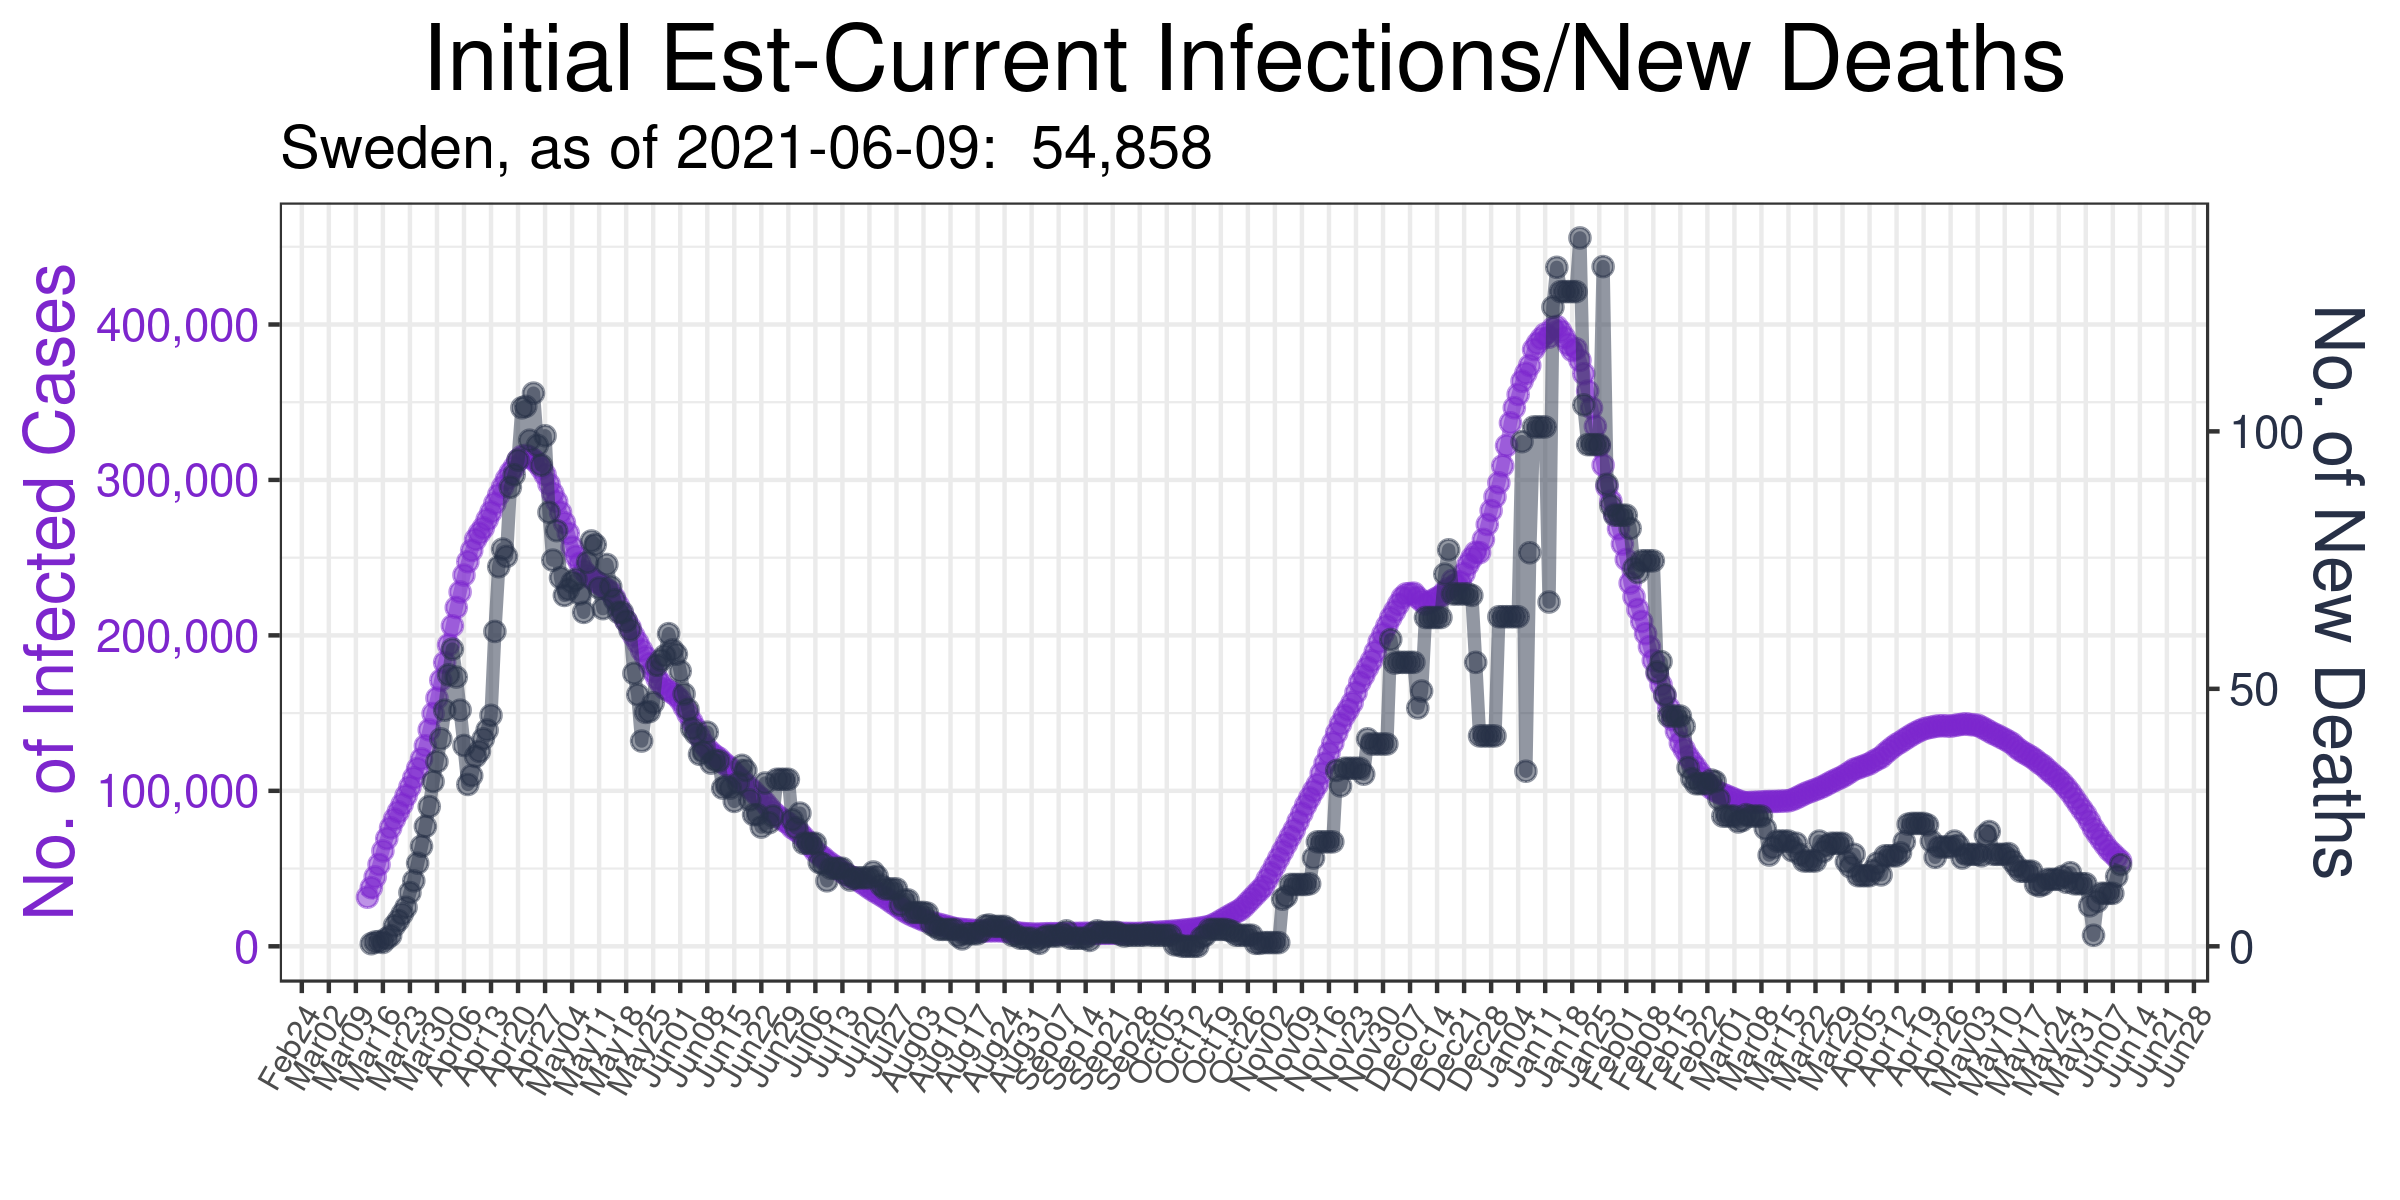 Initial Est-Current Infections/New Deaths
Sweden, as of 2021-06-09: 54,858
No. of Infected Cases
400,000
300,000
200,000
100,000
0
100
50
0
No. of New Deaths
Feb24
Mar02
Mar09
Mar16
Mar23
Mar30
Apr06
Apr13
Apr20
Apr27
May04
May11
May18
May25
Jun01
Jun08
Jun15
Jun22
Jun29
Jul06
Jul13
Jul20
Jul27
Aug03
Aug10
Aug17
Aug24
Aug31
Sep07
Sep14
Sep21
Sep28
Oct05
Oct12
Oct19
Oct26
Nov02
Nov09
Nov16
Nov23
Nov30
Dec07
Dec14
Dec21
Dec28
Jan04
Jan11
Jan18
Jan25
Feb01
Feb08
Feb15
Feb22
Mar01
Mar08
Mar15
Mar22
Mar29
Apr05
Apr12
Apr19
Apr26
May03
May10
May17
May24
May31
Jun07
Jun14
Jun21
Jun28